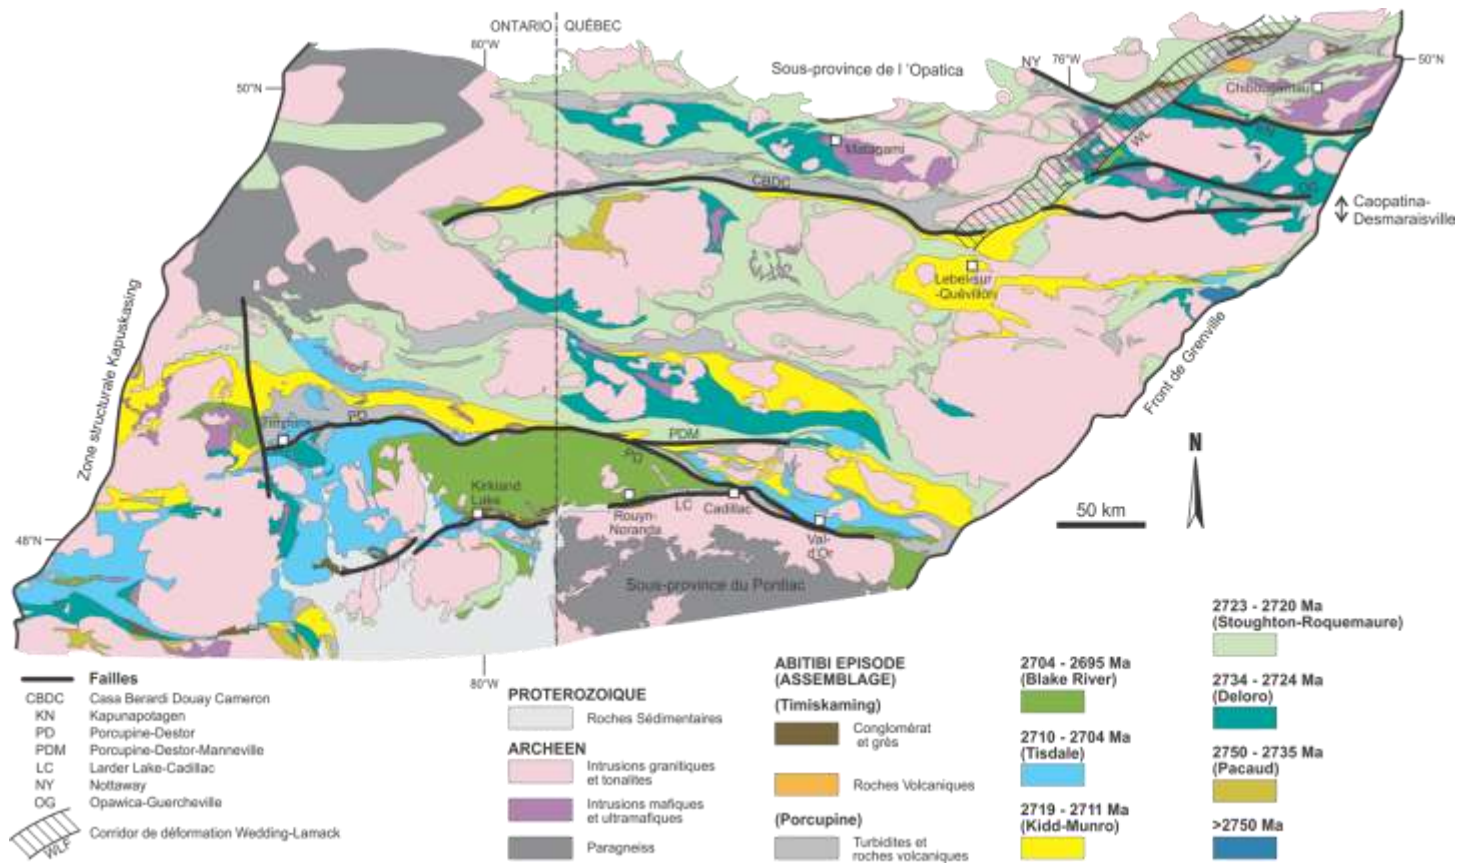 ONTARIO QUÉBEC
80°W
Sous-province de l 'Opatica
NY
76°W
50°N
50°N
Chibougamau
KN
WL
Matagami
CBDC
OG
Caopatina-
Desmaraisville
Lebel-sur
-Quévillon
Zone structurale Kapuskasing
Front de Grenville
PD
PDM
PD
N
Kirkland
Lake
LC
Cadillac
50 km
Rouyn-
Noranda
Val-
d'Or
48°N
Sous-province du Pontiac
80°W
Failles
CBDC Casa Berardi Douay Cameron
KN Kapunapotagen
PD Porcupine-Destor
PDM Porcupine-Destor-Manneville
LC Larder Lake-Cadillac
NY Nottaway
OG Opawica-Guercheville
WLF
Corridor de déformation Wedding-Lamack
PROTEROZOIQUE
Roches Sédimentaires
ARCHEEN
Intrusions granitiques
et tonalites
Intrusions mafiques
et ultramafiques
Paragneiss
ABITIBI EPISODE
(ASSEMBLAGE)
(Timiskaming)
Conglomérat
et grès
Roches Volcaniques
(Porcupine)
Turbidites et
roches volcaniques
2704 - 2695 Ma
(Blake River)
2710 - 2704 Ma
(Tisdale)
2719 - 2711 Ma
(Kidd-Munro)
2723 - 2720 Ma
(Stoughton-Roquemaure)
2734 - 2724 Ma
(Deloro)
2750 - 2735 Ma
(Pacaud)
>2750 Ma